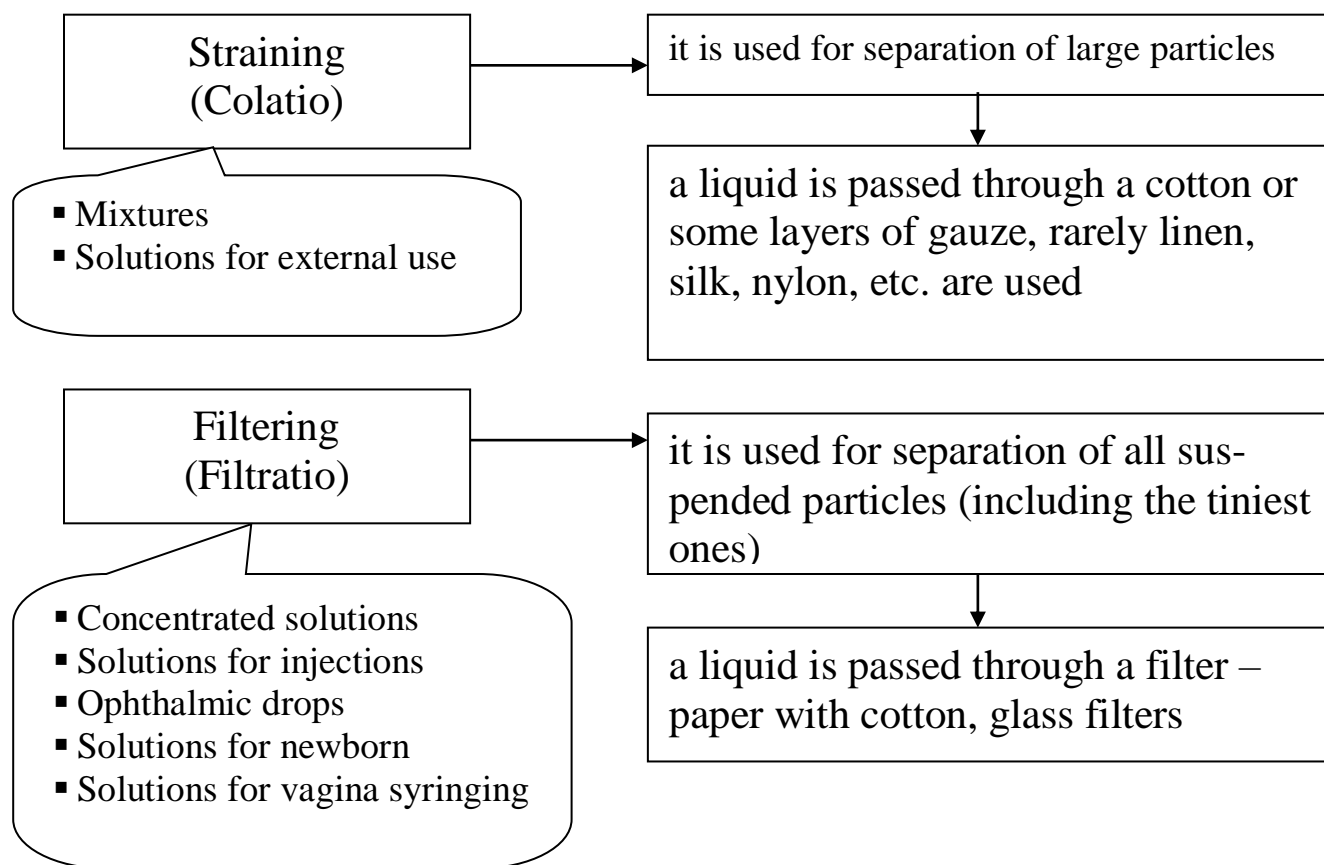 Straining
(Colatio)
it is used for separation of large particles
▪ Mixtures
▪ Solutions for external use
a liquid is passed through a cotton or
some layers of gauze, rarely linen,
silk, nylon, etc. are used
Filtering
(Filtratio)
it is used for separation of all sus-
pended particles (including the tiniest
ones)
▪ Concentrated solutions
▪ Solutions for injections
▪ Ophthalmic drops
▪ Solutions for newborn
▪ Solutions for vagina syringing
a liquid is passed through a filter –
paper with cotton, glass filters